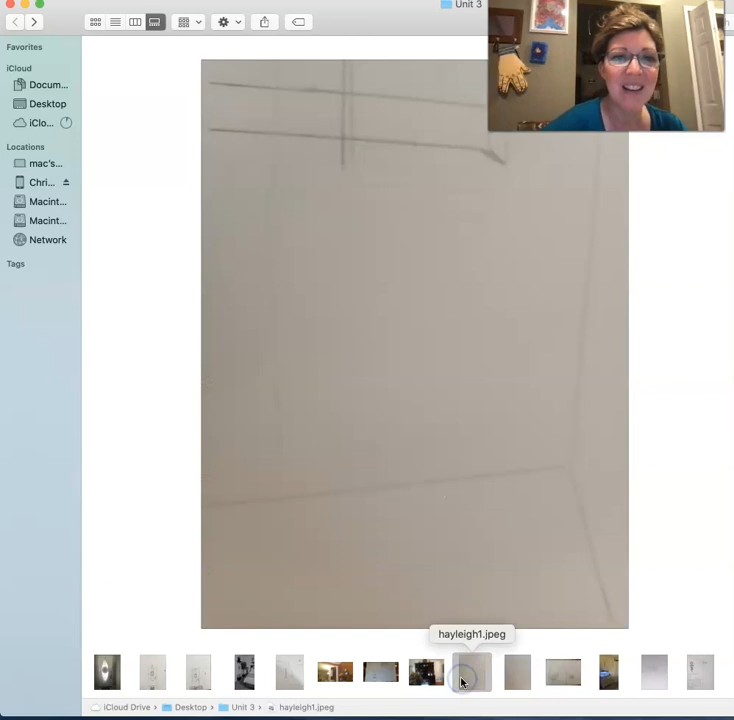 Unit 3
Favorites
iCloud
Docum...
Desktop
iClo...
Locations
mac's...
Chri...
Macint...
Macint...
Network
Tags
hayleigh1.jpeg
iCloud Drive › Desktop › Unit 3 › hayleigh1.jpeg